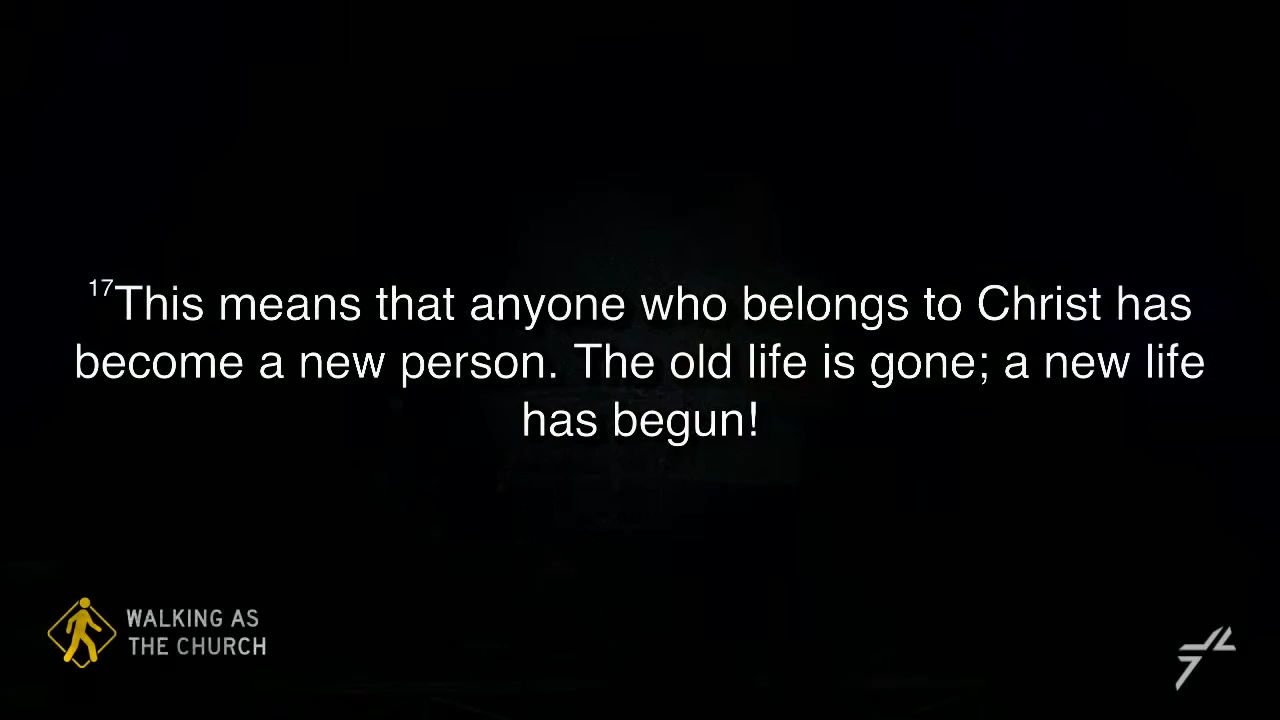 17This means that anyone who belongs to Christ has
become a new person. The old life is gone; a new life
has begun!
WALKING AS
THE CHURCH